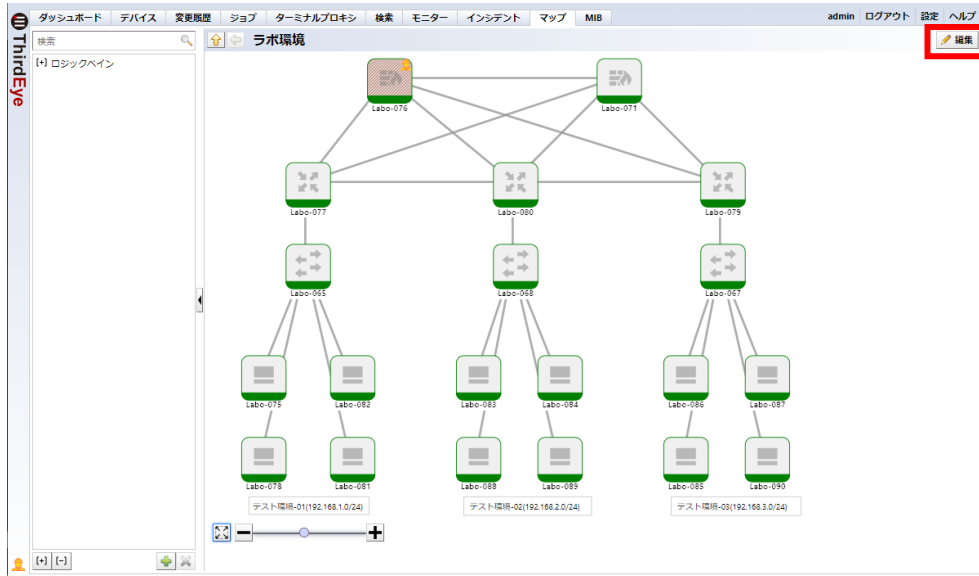 ThirdEye
ダッシュボード デバイス 変更履歴 ジョブ ターミナルプロキシ 検索 モニター インシデント マップ MIB admin ログアウト 設定 ヘルプ
検索
ラボ環境
編集
[+] ロジックベイン
Labo-076 Labo-071
Labo-077 Labo-080 Labo-079
Labo-065 Labo-068 Labo-067
Labo-075 Labo-082 Labo-083 Labo-084 Labo-086 Labo-087
Labo-078 Labo-081 Labo-088 Labo-089 Labo-085 Labo-090
テスト環境-01(192.168.1.0/24) テスト環境-02(192.168.2.0/24) テスト環境-03(192.168.3.0/24)
[+] [-]